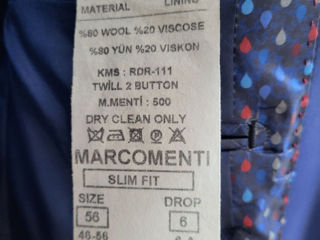 MATERIAL LINING
%80 WOOL %20 VISCOSE
%80 YÜN %20 VISKON
KMS : RDR-111
TWILL 2 BUTTON
M.MENTİ : 500
DRY CLEAN ONLY
MARCOMENTI
SLIM FIT
SIZE DROP
56 6
46-56